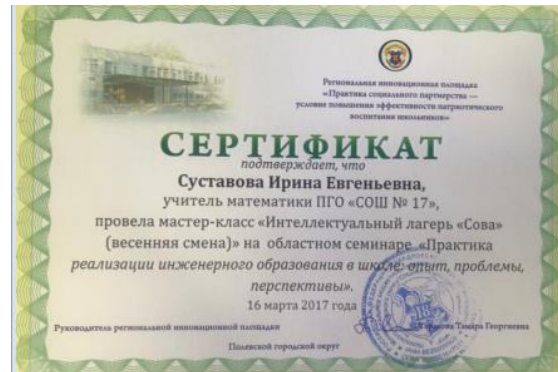 Региональная инновационная площадка
«Практика социального партнерства —
условие повышения эффективности патриотического
воспитания школьников»
СЕРТИФИКАТ
подтверждает, что
Суставова Ирина Евгеньевна,
учитель математики ПГО «СОШ № 17»,
провела мастер-класс «Интеллектуальный лагерь «Сова»
(весенняя смена)» на областном семинаре «Практика
реализации инженерного образования в школе: опыт, проблемы,
перспективы».
16 марта 2017 года
Руководитель региональной инновационной площадки
Тамара Георгиевна
Полевской городской округ